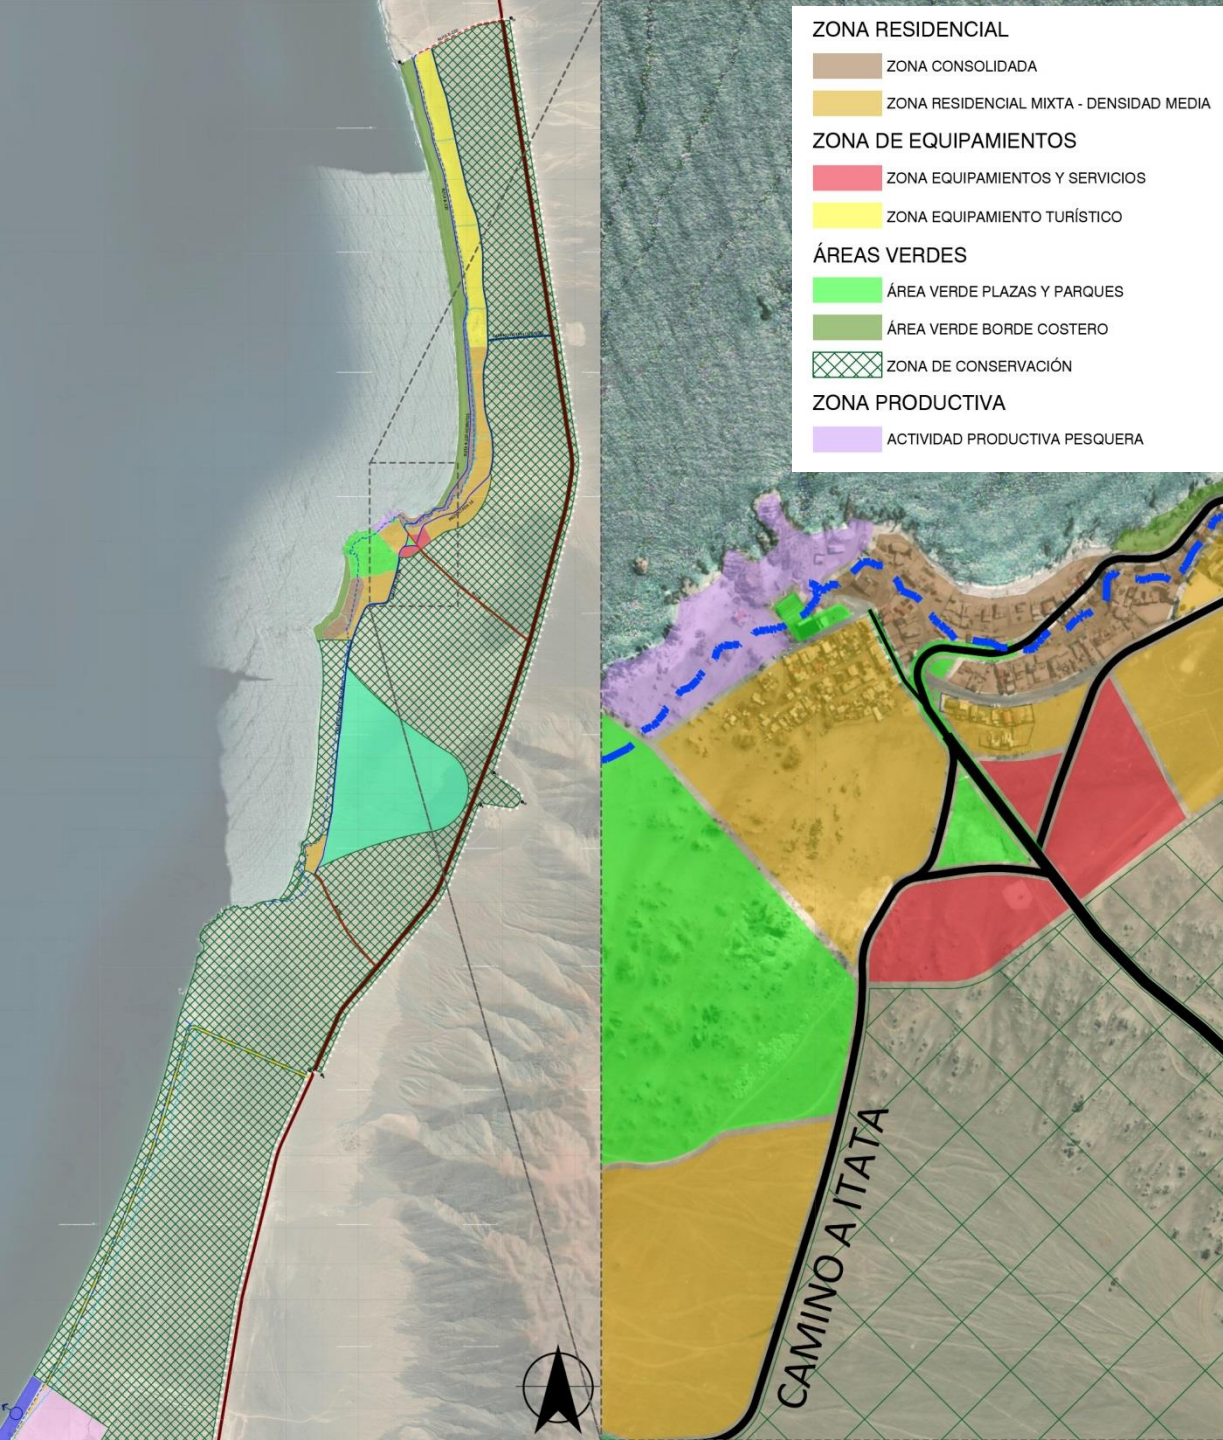 ZONA RESIDENCIAL
ZONA CONSOLIDADA
ZONA RESIDENCIAL MIXTA - DENSIDAD MEDIA
ZONA DE EQUIPAMIENTOS
ZONA EQUIPAMIENTOS Y SERVICIOS
ZONA EQUIPAMIENTO TURÍSTICO
ÁREAS VERDES
ÁREA VERDE PLAZAS Y PARQUES
ÁREA VERDE BORDE COSTERO
ZONA DE CONSERVACIÓN
ZONA PRODUCTIVA
ACTIVIDAD PRODUCTIVA PESQUERA
CAMINO A ITATA